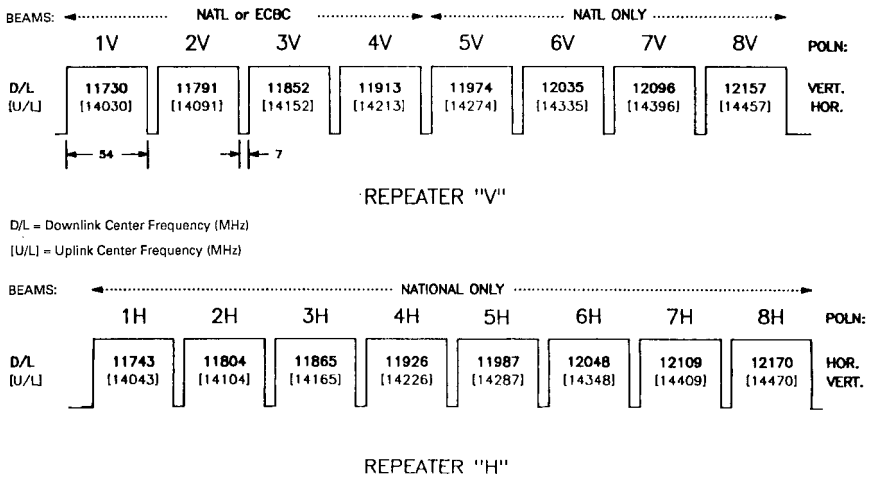 BEAMS: NATL or ECBC NATL ONLY
1V 2V 3V 4V 5V 6V 7V 8V POLN:
D/L 11730 11791 11852 11913 11974 12035 12096 12157 VERT.
[U/L] [14030] [14091] [14152] [14213] [14274] [14335] [14396] [14457] HOR.
54 7
REPEATER "V"
D/L = Downlink Center Frequency (MHz)
[U/L] = Uplink Center Frequency (MHz)
BEAMS: NATIONAL ONLY
1H 2H 3H 4H 5H 6H 7H 8H POLN:
D/L 11743 11804 11865 11926 11987 12048 12109 12170 HOR.
[U/L] [14043] [14104] [14165] [14226] [14287] [14348] [14409] [14470] VERT.
REPEATER "H"